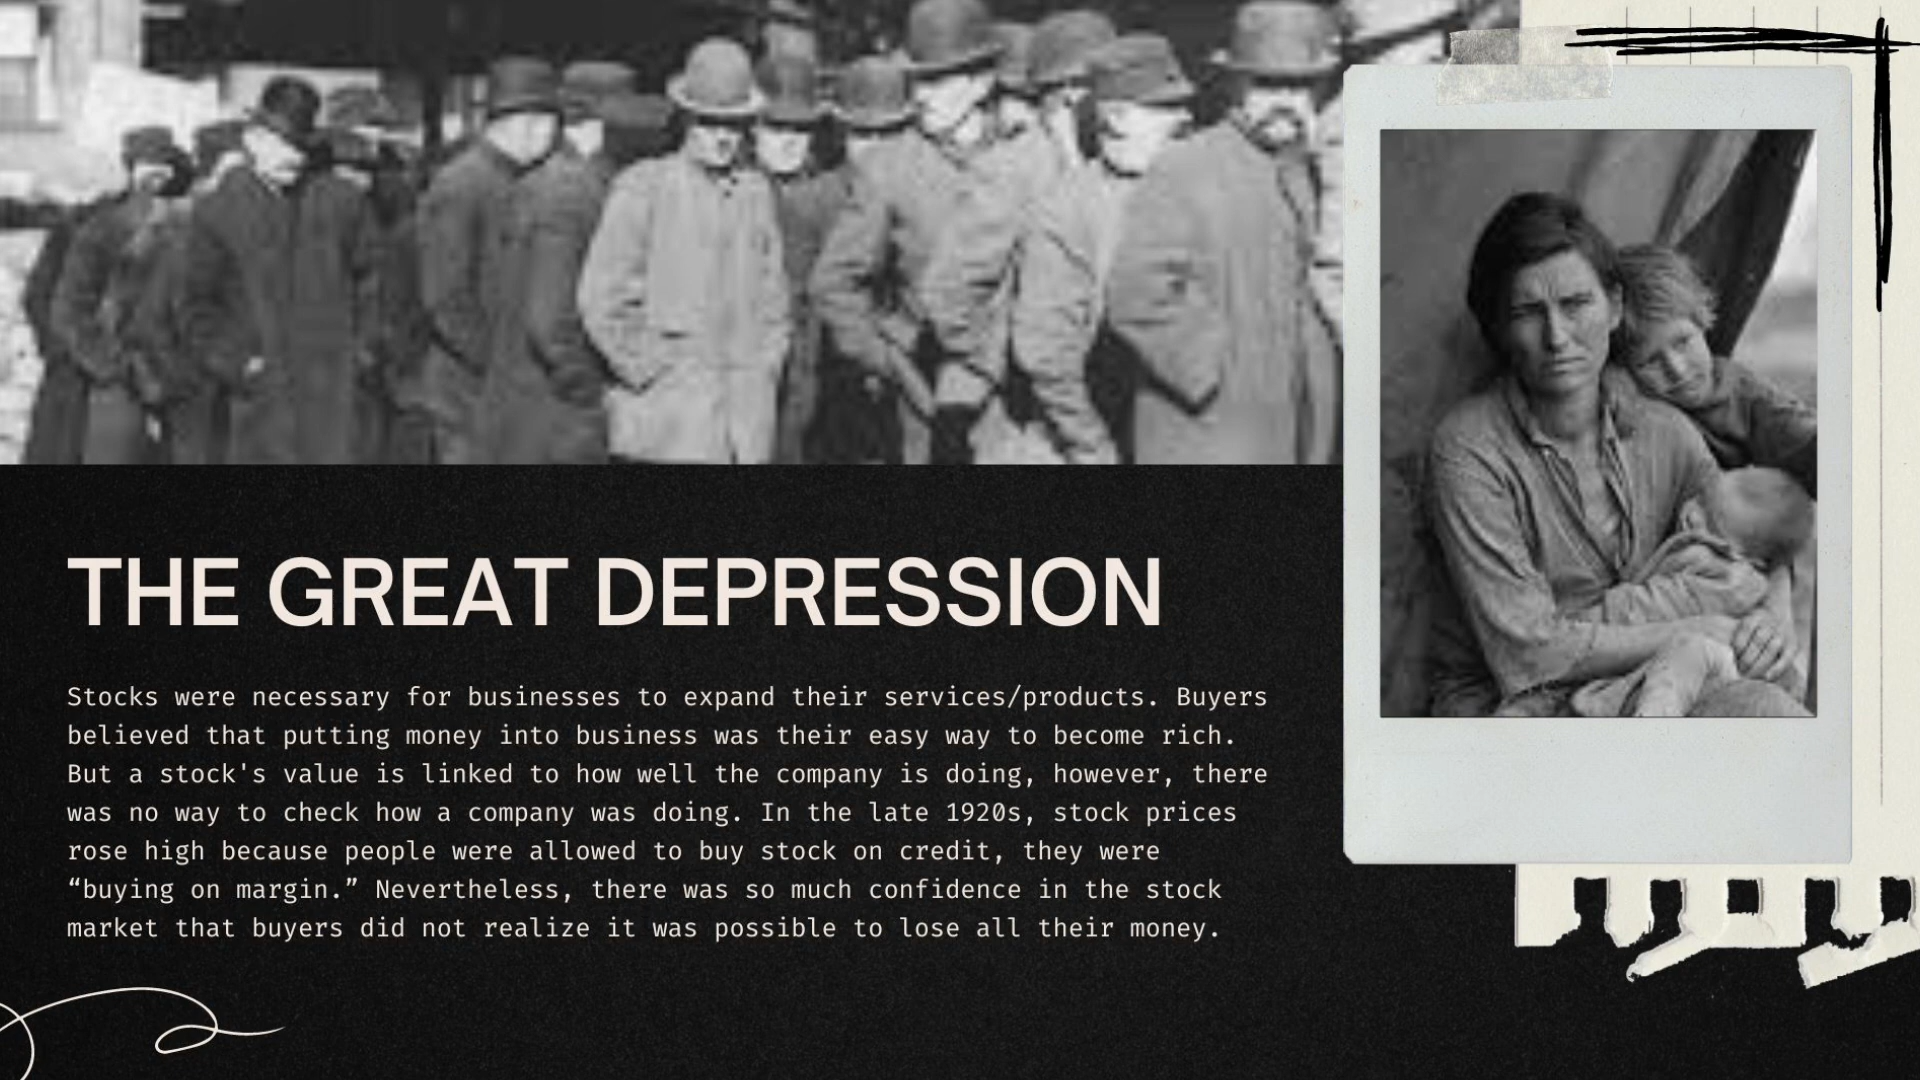 THE GREAT DEPRESSION
Stocks were necessary for businesses to expand their services/products. Buyers
believed that putting money into business was their easy way to become rich.
But a stock's value is linked to how well the company is doing, however, there
was no way to check how a company was doing. In the late 1920s, stock prices
rose high because people were allowed to buy stock on credit, they were
“buying on margin.” Nevertheless, there was so much confidence in the stock
market that buyers did not realize it was possible to lose all their money.